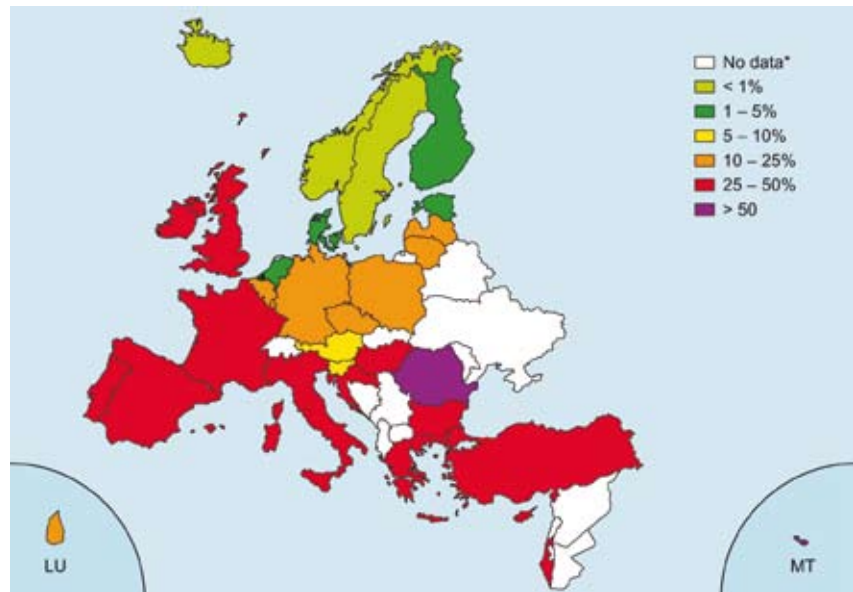 No data*
< 1%
1 – 5%
5 – 10%
10 – 25%
25 – 50%
> 50
LU
MT